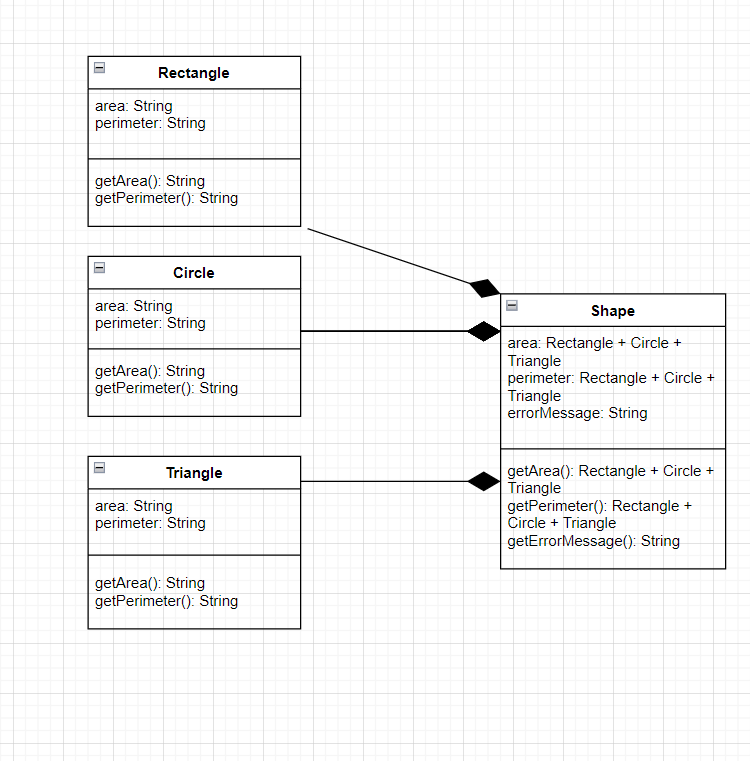 Rectangle
area: String
perimeter: String
getArea(): String
getPerimeter(): String
Circle
area: String
perimeter: String
getArea(): String
getPerimeter(): String
Triangle
area: String
perimeter: String
getArea(): String
getPerimeter(): String
Shape
area: Rectangle + Circle +
Triangle
perimeter: Rectangle + Circle +
Triangle
errorMessage: String
getArea(): Rectangle + Circle +
Triangle
getPerimeter(): Rectangle +
Circle + Triangle
getErrorMessage(): String